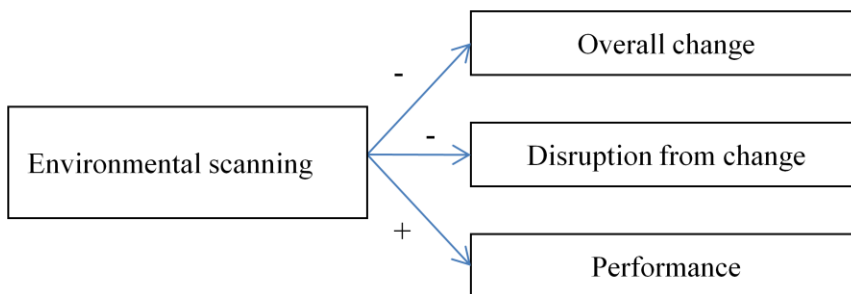 Overall change
-
Environmental scanning
-
Disruption from change
+
Performance